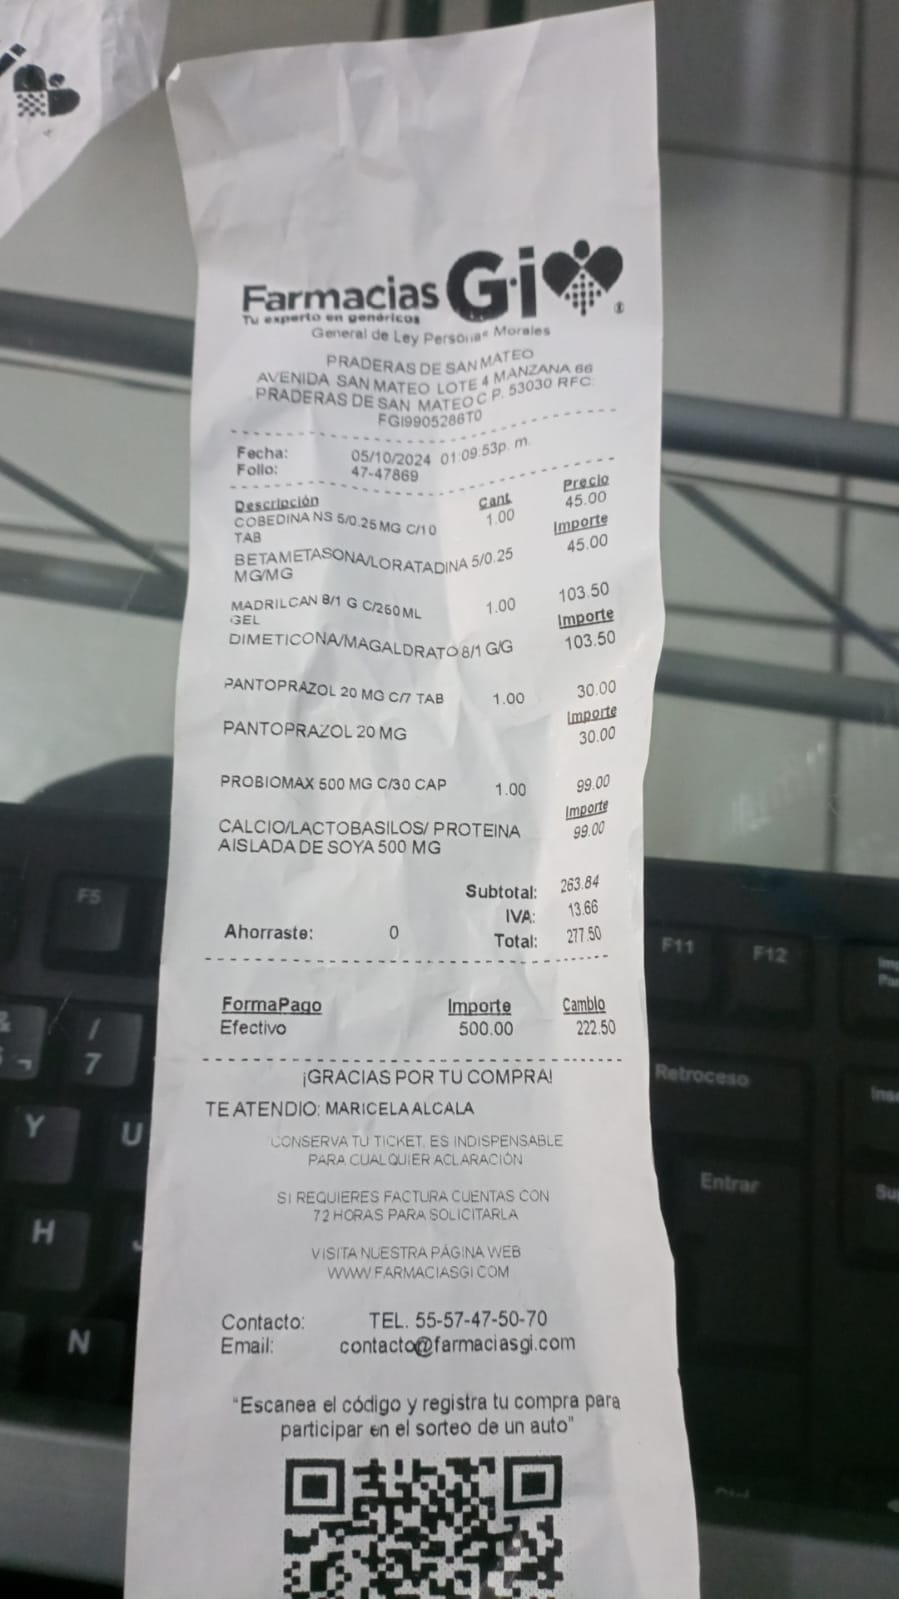 Farmacias Gi
Tu experto en genéricos
General de Ley Personas Morales
PRADERAS DE SAN MATEO
AVENIDA SAN MATEO LOTE 4 MANZANA 66
PRADERAS DE SAN MATEO C P. 53030 RFC:
FGI9905286T0
Fecha: 05/10/2024 01:09:53p. m.
Folio: 47-47869
Descripción Cant Precio
COBEDINA NS 5/0.25 MG C/10 1.00 45.00
TAB Importe
BETAMETASONA/LORATADINA 5/0.25 45.00
MG/MG
MADRILCAN 8/1 G C/250 ML 1.00 103.50
GEL Importe
DIMETICONA/MAGALDRATO 8/1 G/G 103.50
PANTOPRAZOL 20 MG C/7 TAB 1.00 30.00
Importe
PANTOPRAZOL 20 MG 30.00
PROBIOMAX 500 MG C/30 CAP 1.00 99.00
Importe
CALCIO/LACTOBASILOS/ PROTEINA 99.00
AISLADA DE SOYA 500 MG
Subtotal: 263.84
IVA: 13.66
Ahorraste: 0 Total: 277.50
FormaPago Importe Cambio
Efectivo 500.00 222.50
¡GRACIAS POR TU COMPRA!
TE ATENDIO: MARICELA ALCALA
CONSERVA TU TICKET, ES INDISPENSABLE
PARA CUALQUIER ACLARACIÓN
SI REQUIERES FACTURA CUENTAS CON
72 HORAS PARA SOLICITARLA
VISITA NUESTRA PÁGINA WEB
WWW.FARMACIASGI.COM
Contacto: TEL. 55-57-47-50-70
Email: contacto@farmaciasgi.com
"Escanea el código y registra tu compra para
participar en el sorteo de un auto"
F5
F11
F12
/
7
Retroceso
Y
U
Entrar
H
N